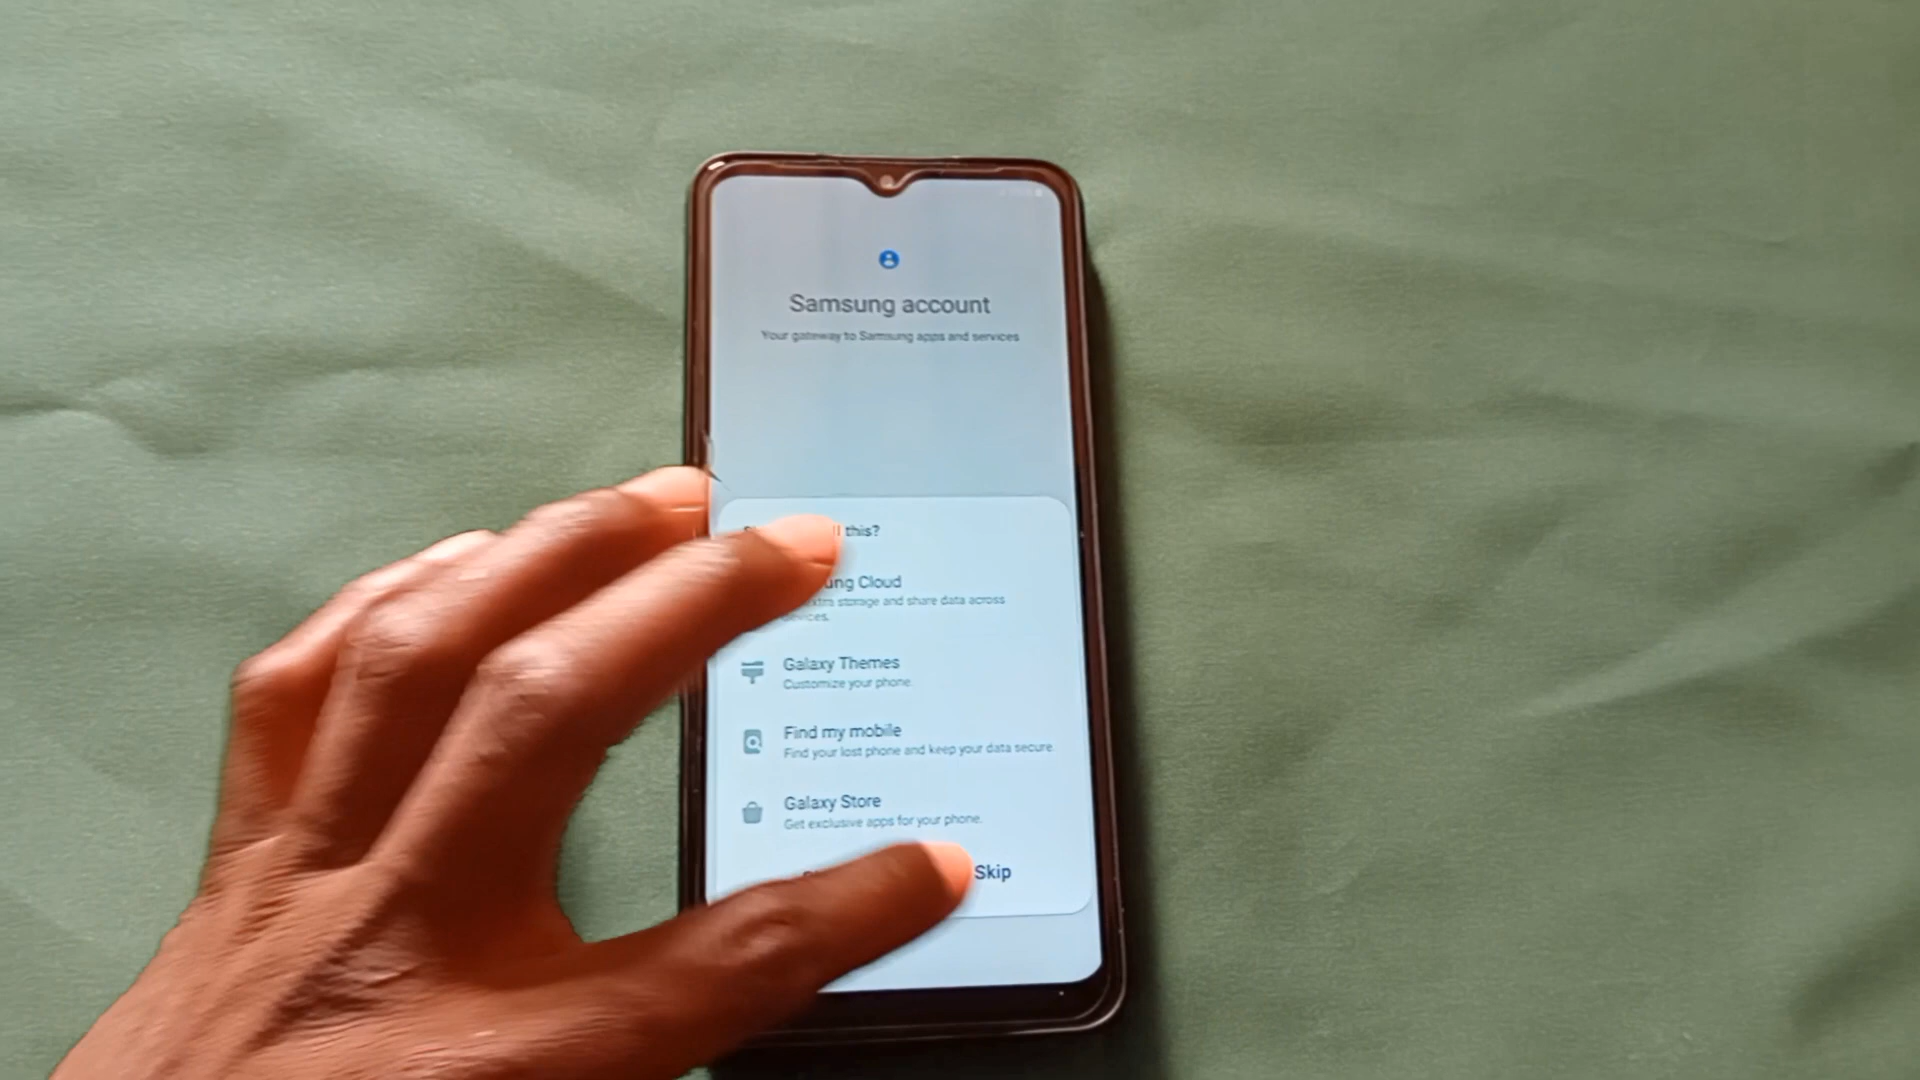 Samsung account
Your gateway to Samsung apps and services
this?
Cloud
storage and share data across
devices.
Galaxy Themes
Customize your phone.
Find my mobile
Find your lost phone and keep your data secure.
Galaxy Store
Get exclusive apps for your phone.
Skip